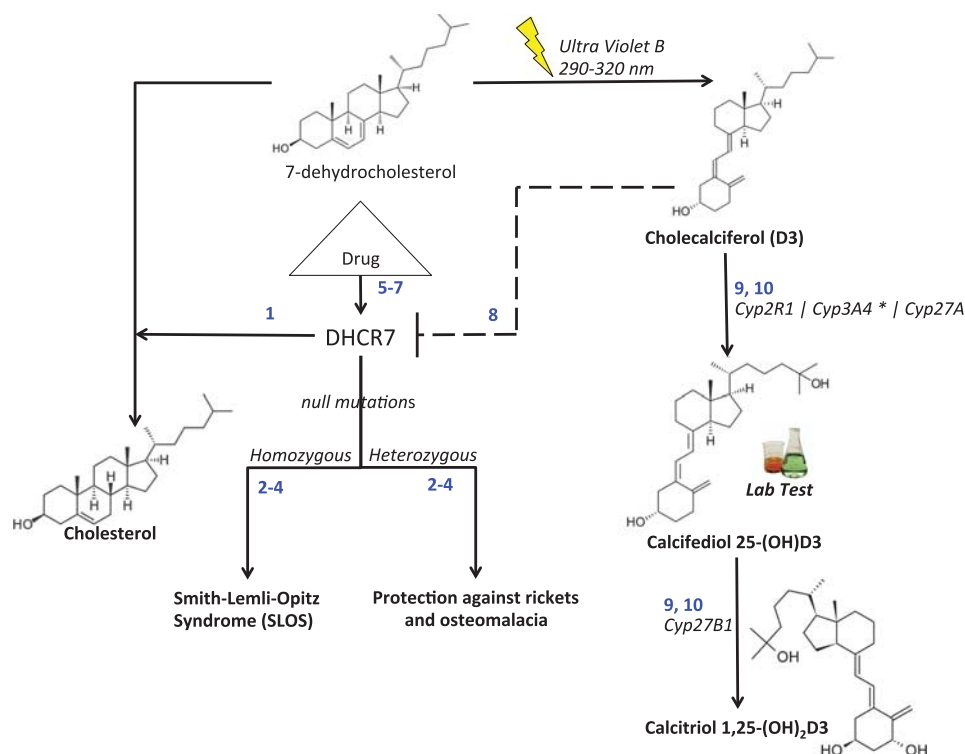 Ultra Violet B
290-320 nm
H
H
H
HO
7-dehydrocholesterol
H
H
HO
Cholecalciferol (D3)
Drug
5-7
1
DHCR7
8
9, 10
Cyp2R1 | Cyp3A4 * | Cyp27A
null mutations
H
H
OH
HO
Lab Test
Calcifediol 25-(OH)D3
Homozygous
Heterozygous
2-4
2-4
H
H
H
H
HO
Cholesterol
Smith-Lemli-Opitz
Syndrome (SLOS)
Protection against rickets
and osteomalacia
9, 10
Cyp27B1
OH
Calcitriol 1,25-(OH)₂D3
HO
OH